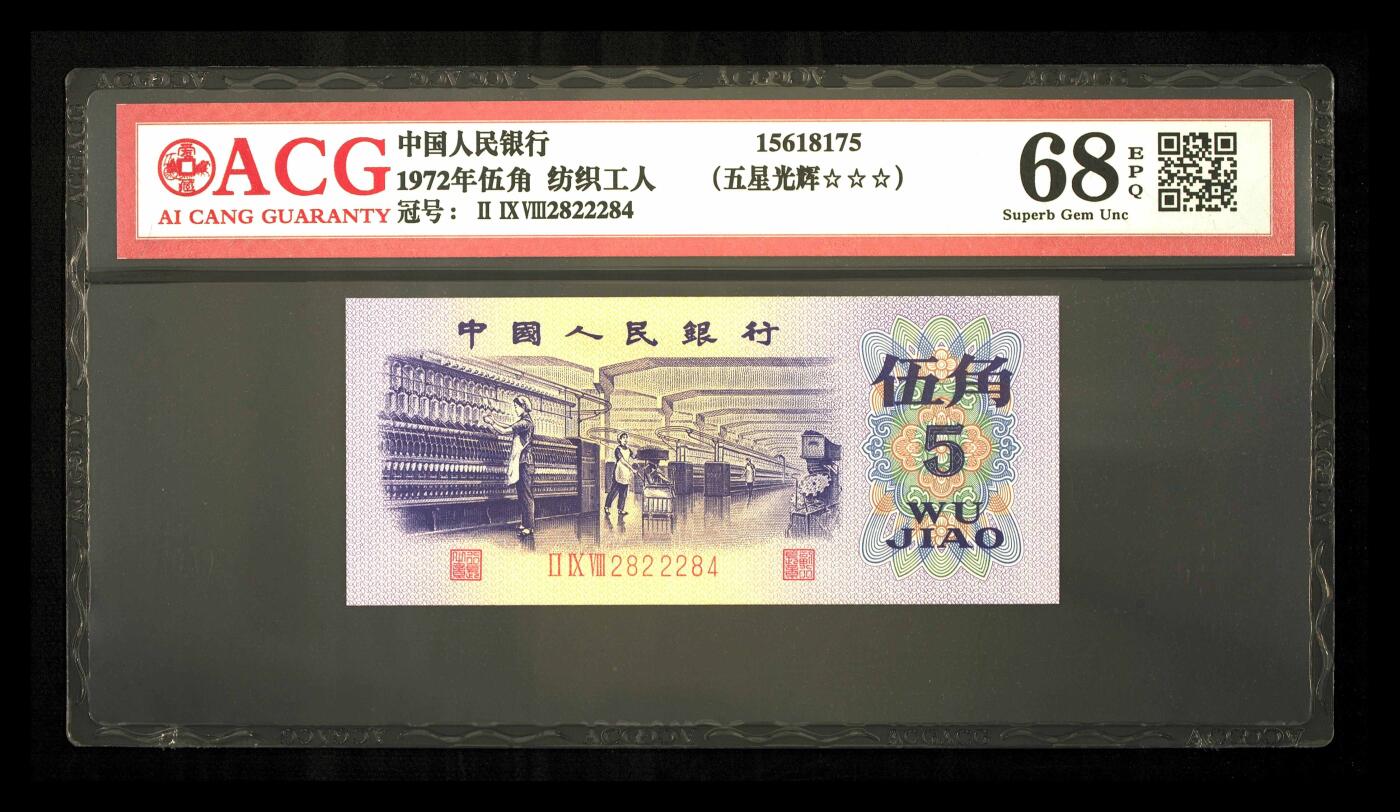 ACG
AI CANG GUARANTY
中国人民银行
1972年伍角 纺织工人
冠号：Ⅱ Ⅸ Ⅷ2822284
15618175
（五星光辉☆☆☆）
68
EPQ
Superb Gem Unc
中國人民銀行
伍角
5
WU
JIAO
Ⅱ Ⅸ Ⅷ 2822284